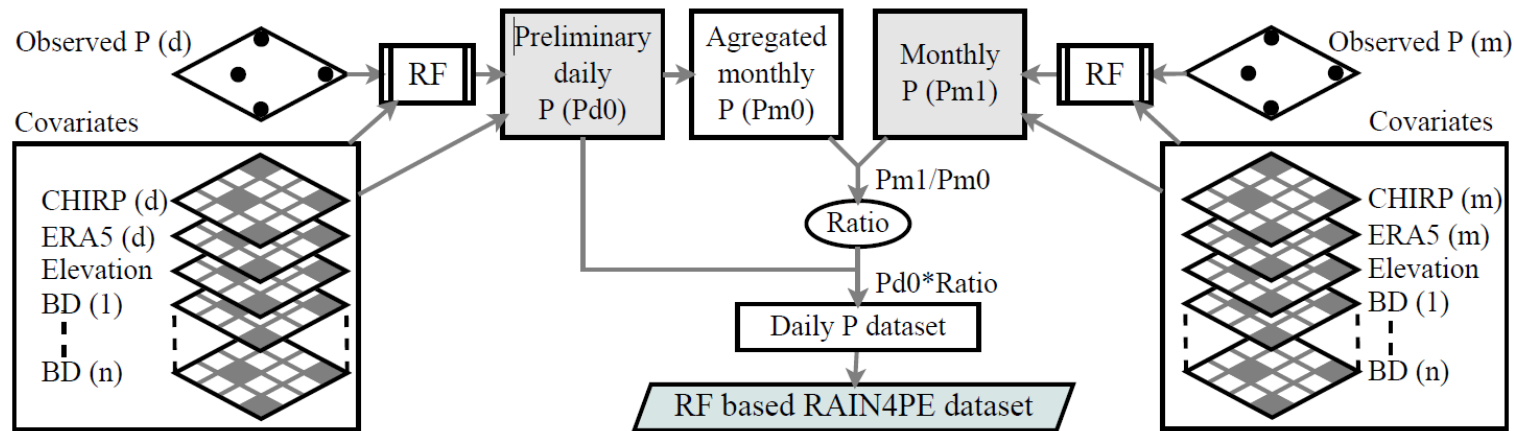 Observed P (d)
RF
Preliminary
daily
P (Pd0)
Agregated
monthly
P (Pm0)
Monthly
P (Pm1)
RF
Observed P (m)
Covariates
Covariates
CHIRP (d)
ERA5 (d)
Elevation
BD (1)
BD (n)
Pm1/Pm0
Ratio
Pd0*Ratio
Daily P dataset
RF based RAIN4PE dataset
CHIRP (m)
ERA5 (m)
Elevation
BD (1)
BD (n)